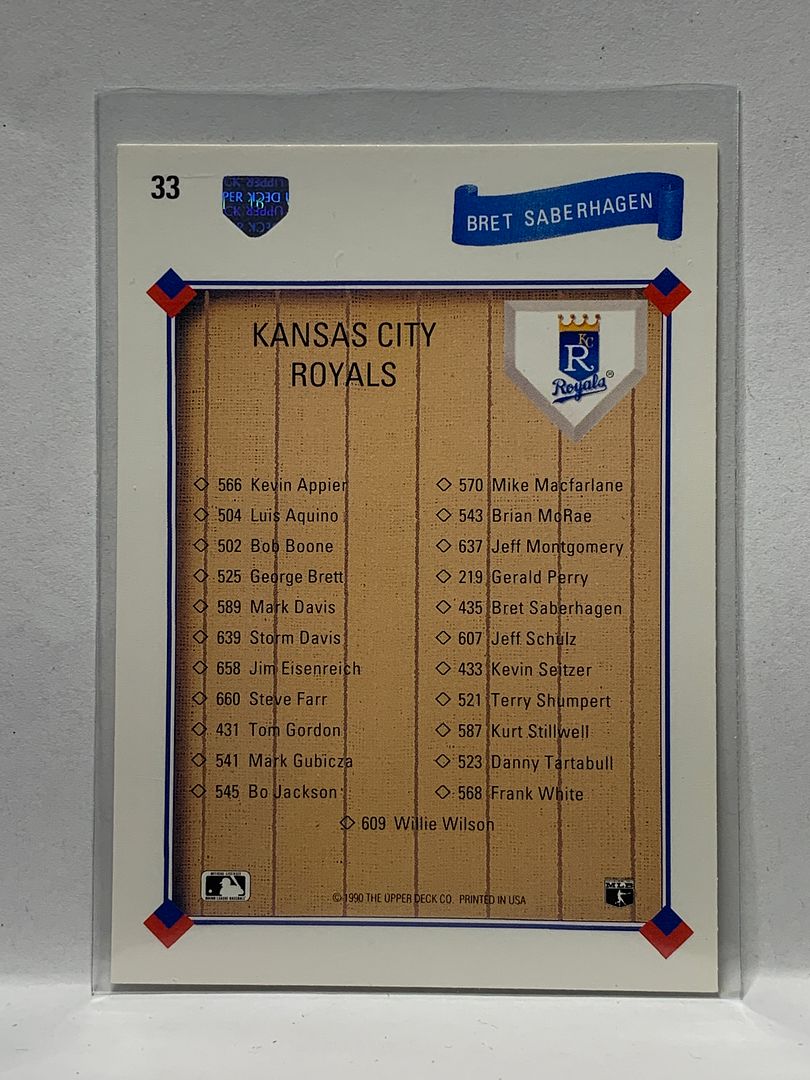 33
BRET SABERHAGEN
KANSAS CITY
ROYALS
KC
R
Royals
566 Kevin Appier
504 Luis Aquino
502 Bob Boone
525 George Brett
589 Mark Davis
639 Storm Davis
658 Jim Eisenreich
660 Steve Farr
431 Tom Gordon
541 Mark Gubicza
545 Bo Jackson
570 Mike Macfarlane
543 Brian McRae
637 Jeff Montgomery
219 Gerald Perry
435 Bret Saberhagen
607 Jeff Schulz
433 Kevin Seitzer
521 Terry Shumpert
587 Kurt Stillwell
523 Danny Tartabull
568 Frank White
609 Willie Wilson
© 1990 THE UPPER DECK CO. PRINTED IN USA